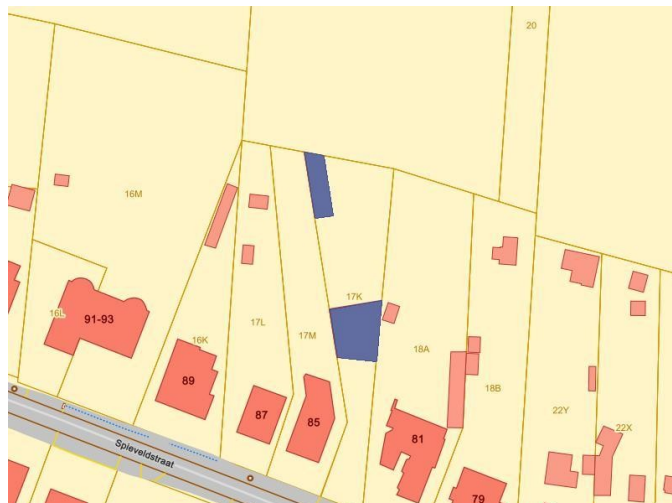 20
16M
17K
16L
91-93
17L
17M
16K
18A
89
18B
87
85
81
22Y
22X
Spieveldstraat
79